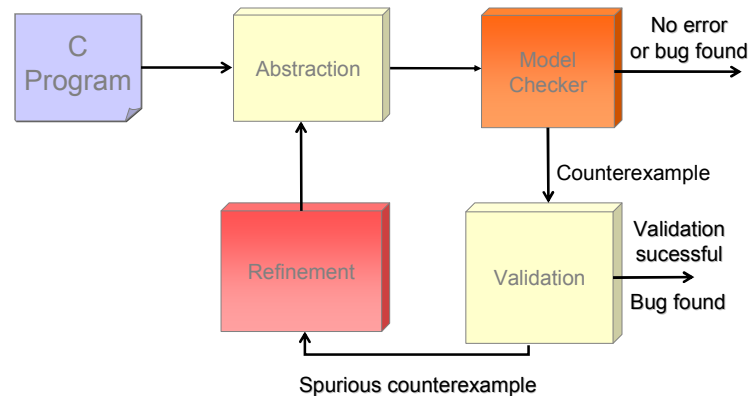 C
Program
Abstraction
Model
Checker
No error
or bug found
Counterexample
Refinement
Validation
Validation
sucessful
Bug found
Spurious counterexample